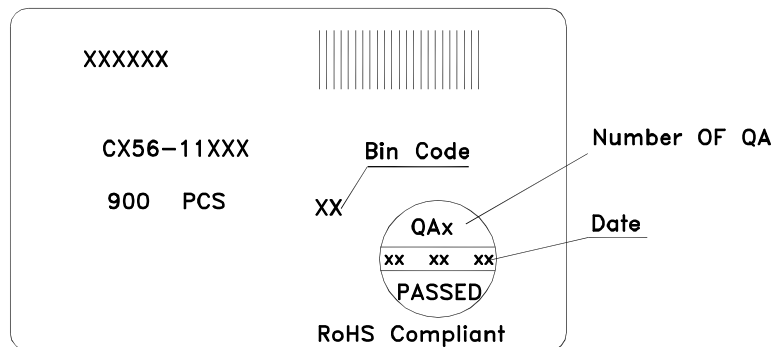 XXXXXX
CX56-11XXX
Bin Code
Number OF QA
900 PCS
XX
QAx
Date
xx xx xx
PASSED
RoHS Compliant